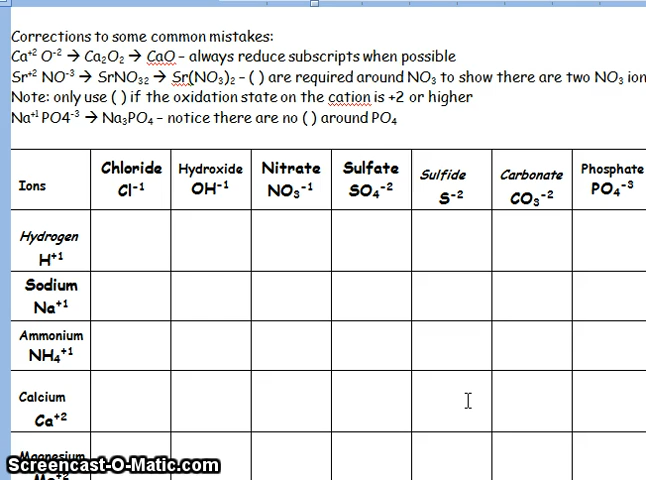 Corrections to some common mistakes:
Ca⁺² O⁻² → Ca₂O₂ → CaO – always reduce subscripts when possible
Sr⁺² NO⁻³ → SrNO₃₂ → Sr(NO₃)₂ – ( ) are required around NO₃ to show there are two NO₃ ion
Note: only use ( ) if the oxidation state on the cation is +2 or higher
Na⁺¹ PO4⁻³ → Na₃PO₄ – notice there are no ( ) around PO₄
Ions Chloride Cl⁻¹ Hydroxide OH⁻¹ Nitrate NO₃⁻¹ Sulfate SO₄⁻² Sulfide S⁻² Carbonate CO₃⁻² Phosphate PO₄⁻³
Hydrogen
H⁺¹
Sodium
Na⁺¹
Ammonium
NH₄⁺¹
Calcium
Ca⁺²
Magnesium
Screencast-O-Matic.com